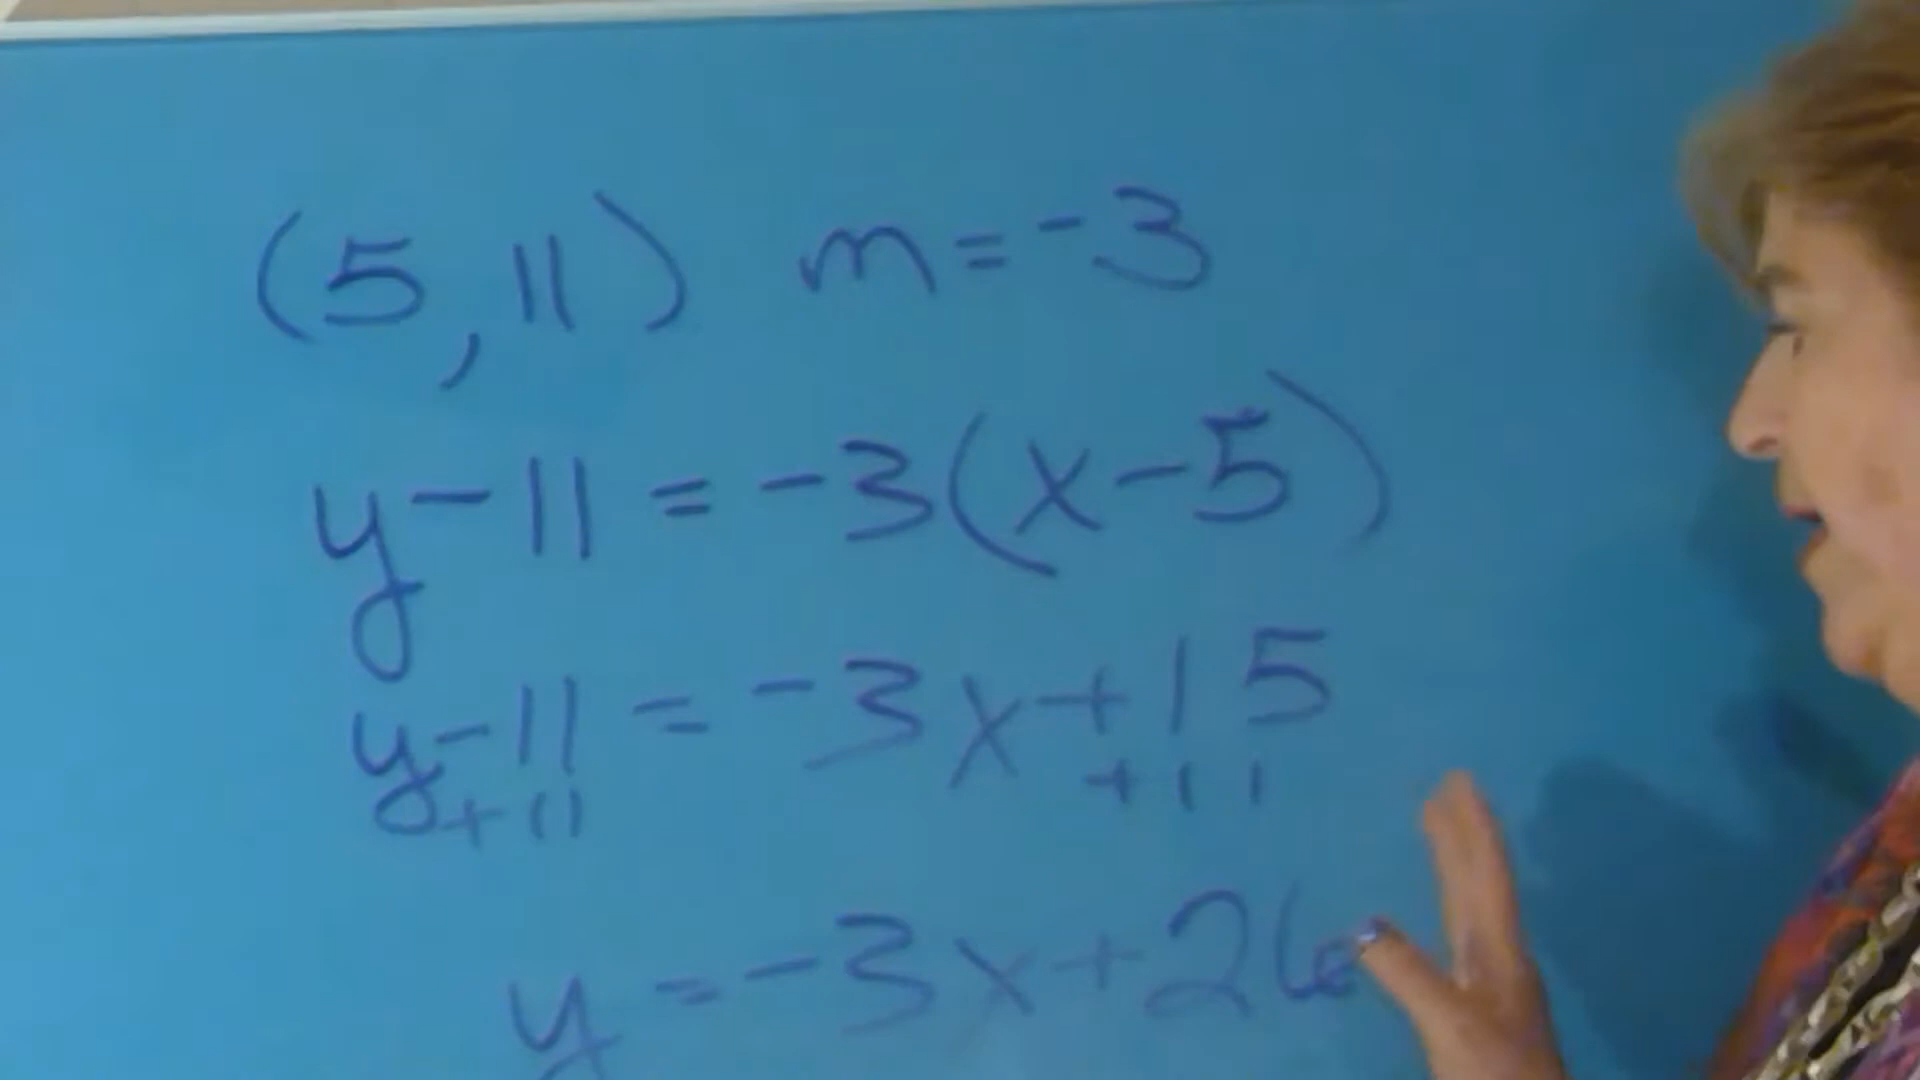 (5, 11) m = -3
y - 11 = -3(x - 5)
y - 11 = -3x + 15
+ 11 + 11
y = -3x + 26